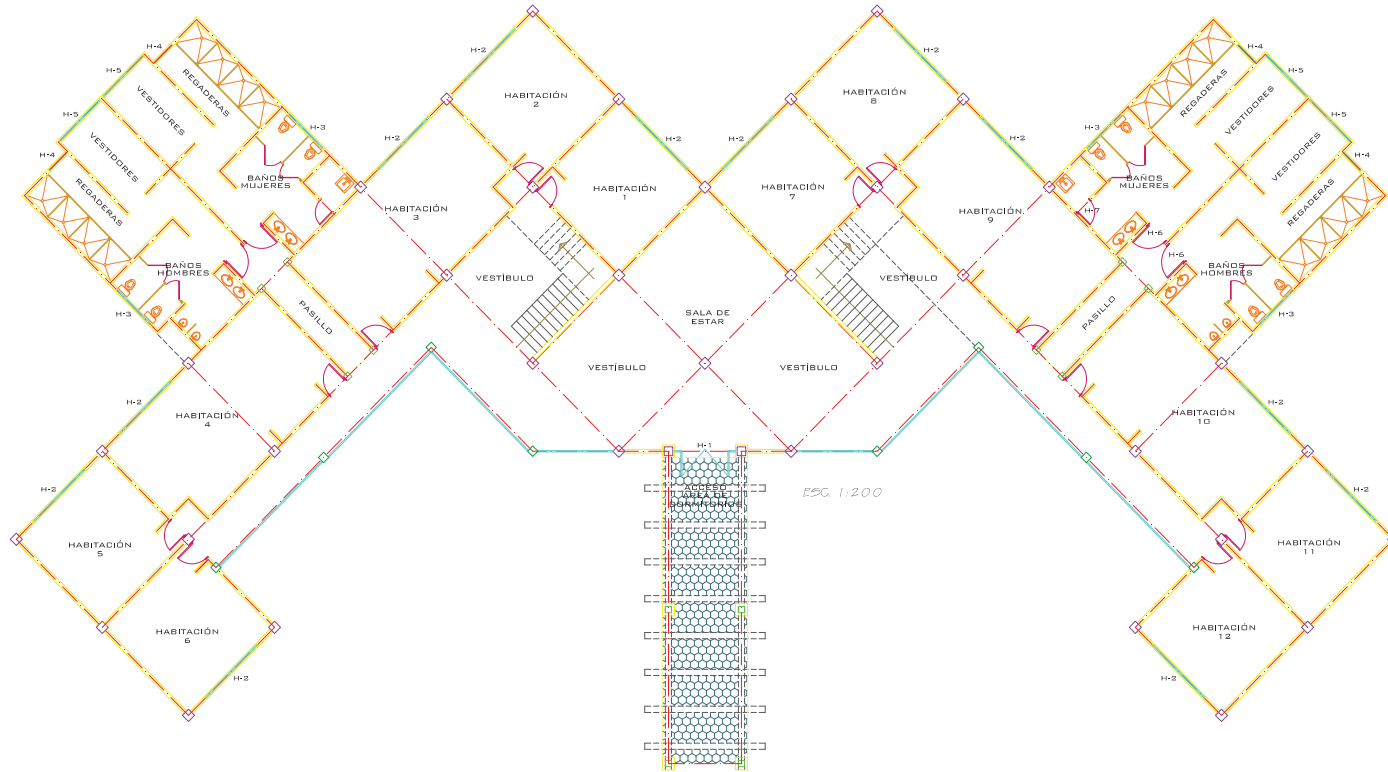 H-4
H-5
H-5
H-4
REGADERAS
VESTIDORES
VESTIDORES
REGADERAS
H-3
BAÑOS
MUJERES
BAÑOS
HOMBRES
H-3
PASILLO
H-2
H-2
HABITACIÓN
2
H-2
HABITACIÓN
1
HABITACIÓN
3
VESTÍBULO
VESTÍBULO
SALA DE
ESTAR
H-2
HABITACIÓN
4
H-2
HABITACIÓN
5
HABITACIÓN
6
H-2
H-2
HABITACIÓN
8
H-2
H-2
HABITACIÓN
7
HABITACIÓN
9
VESTÍBULO
VESTÍBULO
H-4
H-5
H-5
H-4
REGADERAS
VESTIDORES
VESTIDORES
REGADERAS
H-3
BAÑOS
MUJERES
H-7
H-6
H-6
BAÑOS
HOMBRES
H-3
PASILLO
H-2
HABITACIÓN
10
H-2
HABITACIÓN
11
HABITACIÓN
12
H-2
H-1
ACCESO
AREA DE
DORMITORIOS
ESC. 1:200